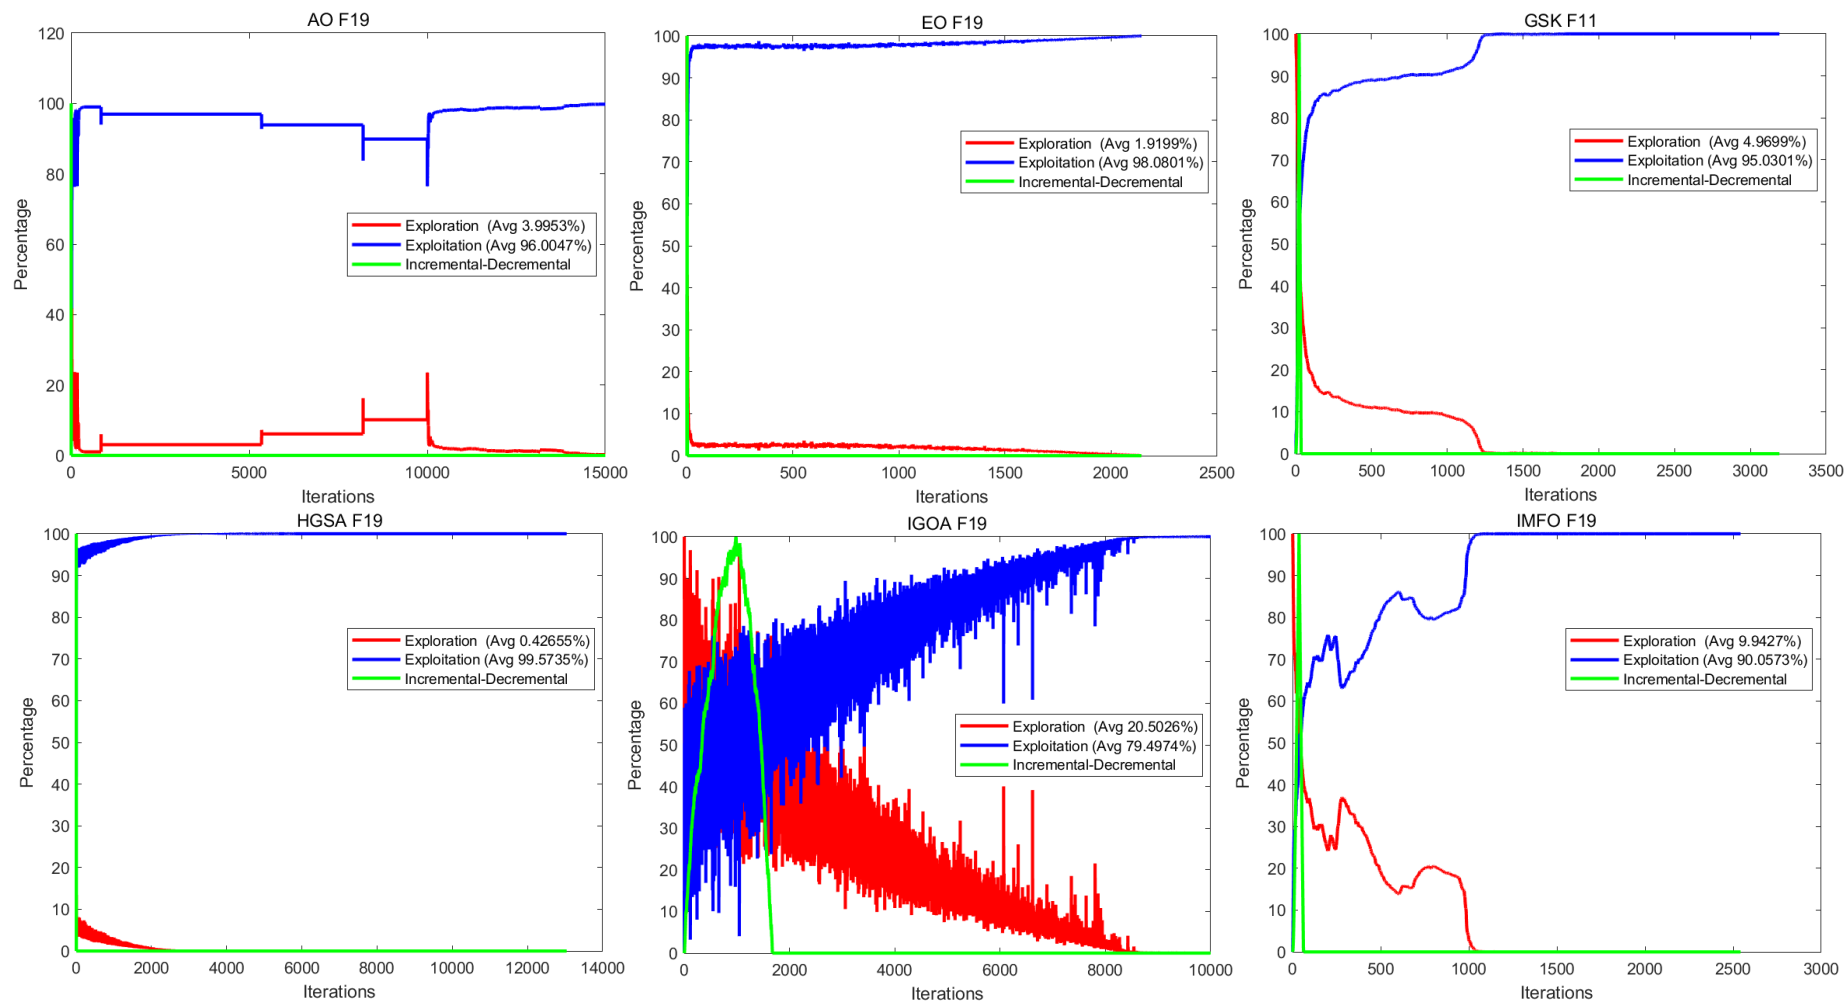 AO F19
120
100
80
60
40
20
0
Percentage
Exploration (Avg 3.9953%)
Exploitation (Avg 96.0047%)
Incremental-Decremental
0 5000 10000 15000
Iterations
EO F19
100
90
80
70
60
50
40
30
20
10
0
Percentage
Exploration (Avg 1.9199%)
Exploitation (Avg 98.0801%)
Incremental-Decremental
0 500 1000 1500 2000 2500
Iterations
GSK F11
100
90
80
70
60
50
40
30
20
10
0
Percentage
Exploration (Avg 4.9699%)
Exploitation (Avg 95.0301%)
Incremental-Decremental
0 500 1000 1500 2000 2500 3000 3500
Iterations
HGSA F19
100
90
80
70
60
50
40
30
20
10
0
Percentage
Exploration (Avg 0.42655%)
Exploitation (Avg 99.5735%)
Incremental-Decremental
0 2000 4000 6000 8000 10000 12000 14000
Iterations
IGOA F19
100
90
80
70
60
50
40
30
20
10
0
Percentage
Exploration (Avg 20.5026%)
Exploitation (Avg 79.4974%)
Incremental-Decremental
0 2000 4000 6000 8000 10000
Iterations
IMFO F19
100
90
80
70
60
50
40
30
20
10
0
Percentage
Exploration (Avg 9.9427%)
Exploitation (Avg 90.0573%)
Incremental-Decremental
0 500 1000 1500 2000 2500 3000
Iterations